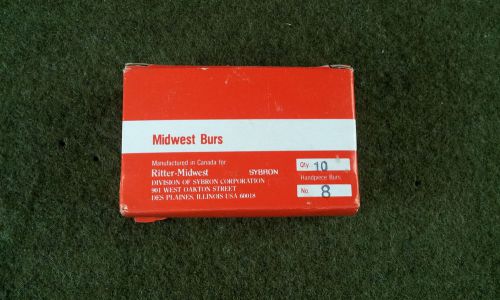 Midwest Burs
Manufactured in Canada for
Ritter-Midwest SYBRON
DIVISION OF SYBRON CORPORATION
901 WEST OAKTON STREET
DES PLAINES, ILLINOIS USA 60018
Qty. 10
Handpiece Burs
No. 8